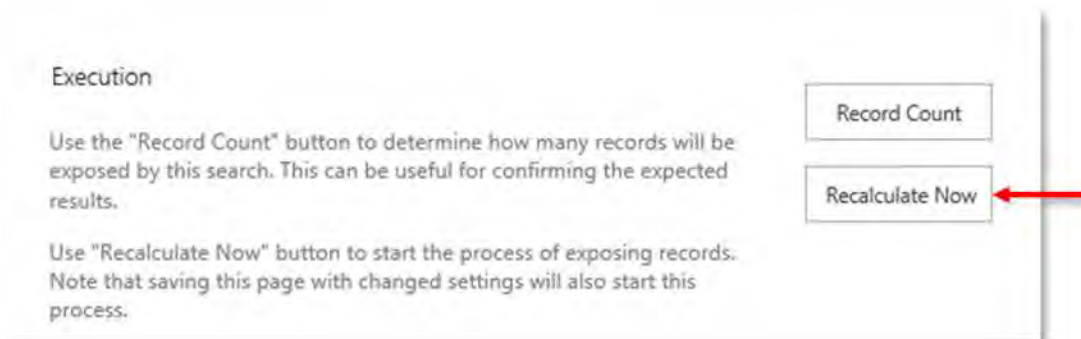 Execution
Use the "Record Count" button to determine how many records will be
exposed by this search. This can be useful for confirming the expected
results.
Use "Recalculate Now" button to start the process of exposing records.
Note that saving this page with changed settings will also start this
process.
Record Count
Recalculate Now